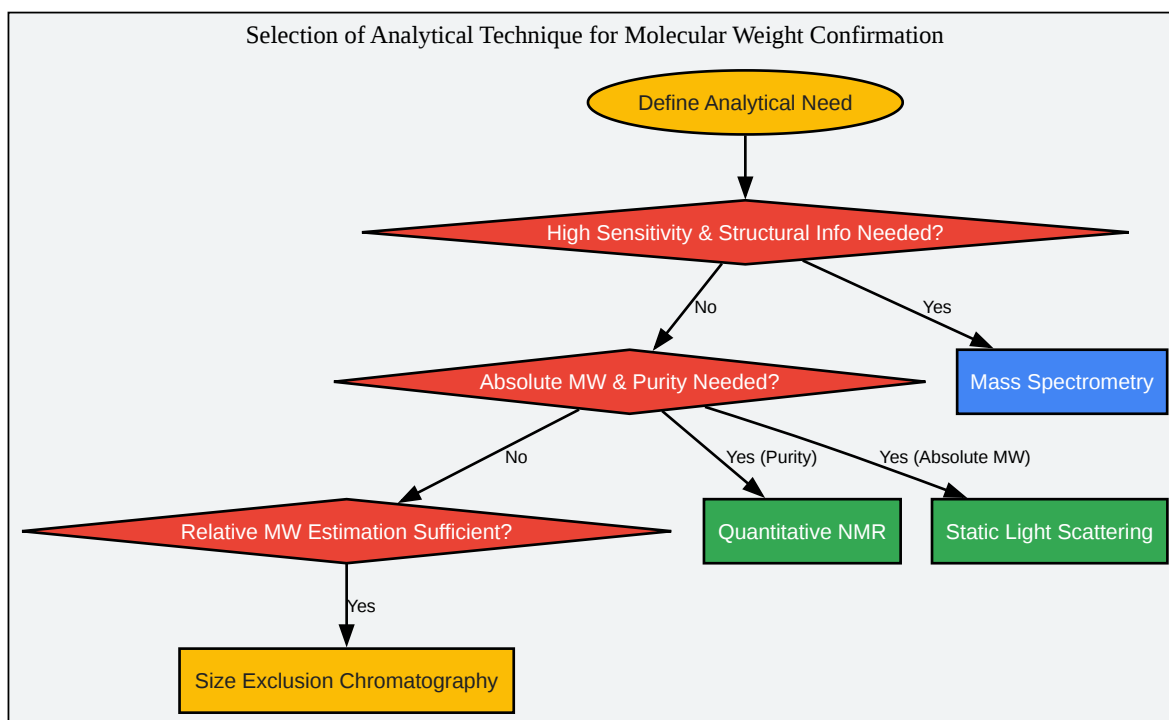 Selection of Analytical Technique for Molecular Weight Confirmation
Define Analytical Need
High Sensitivity & Structural Info Needed?
No
Yes
Absolute MW & Purity Needed?
Mass Spectrometry
No
Yes (Purity)
Yes (Absolute MW)
Relative MW Estimation Sufficient?
Quantitative NMR
Static Light Scattering
Yes
Size Exclusion Chromatography